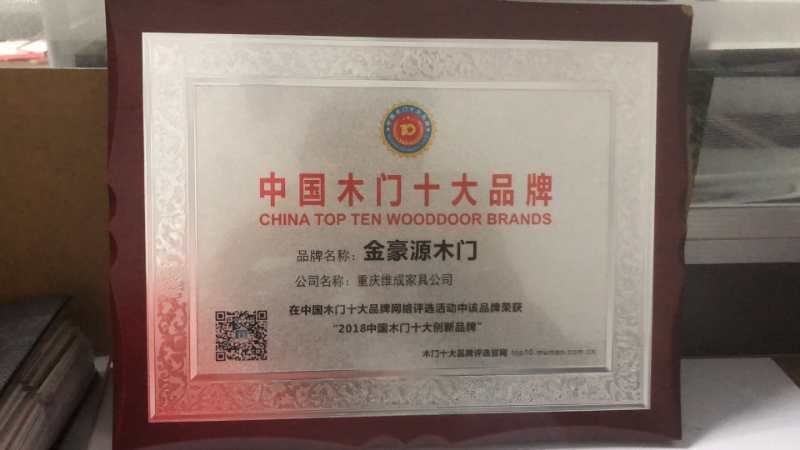 中国木门十大品牌
CHINA TOP TEN WOODDOOR BRANDS
品牌名称：金豪源木门
公司名称：重庆维成家具公司
在中国木门十大品牌网络评选活动中该品牌荣获
“2018中国木门十大创新品牌”
木门十大品牌评选官网 top10.mumen.com.cn